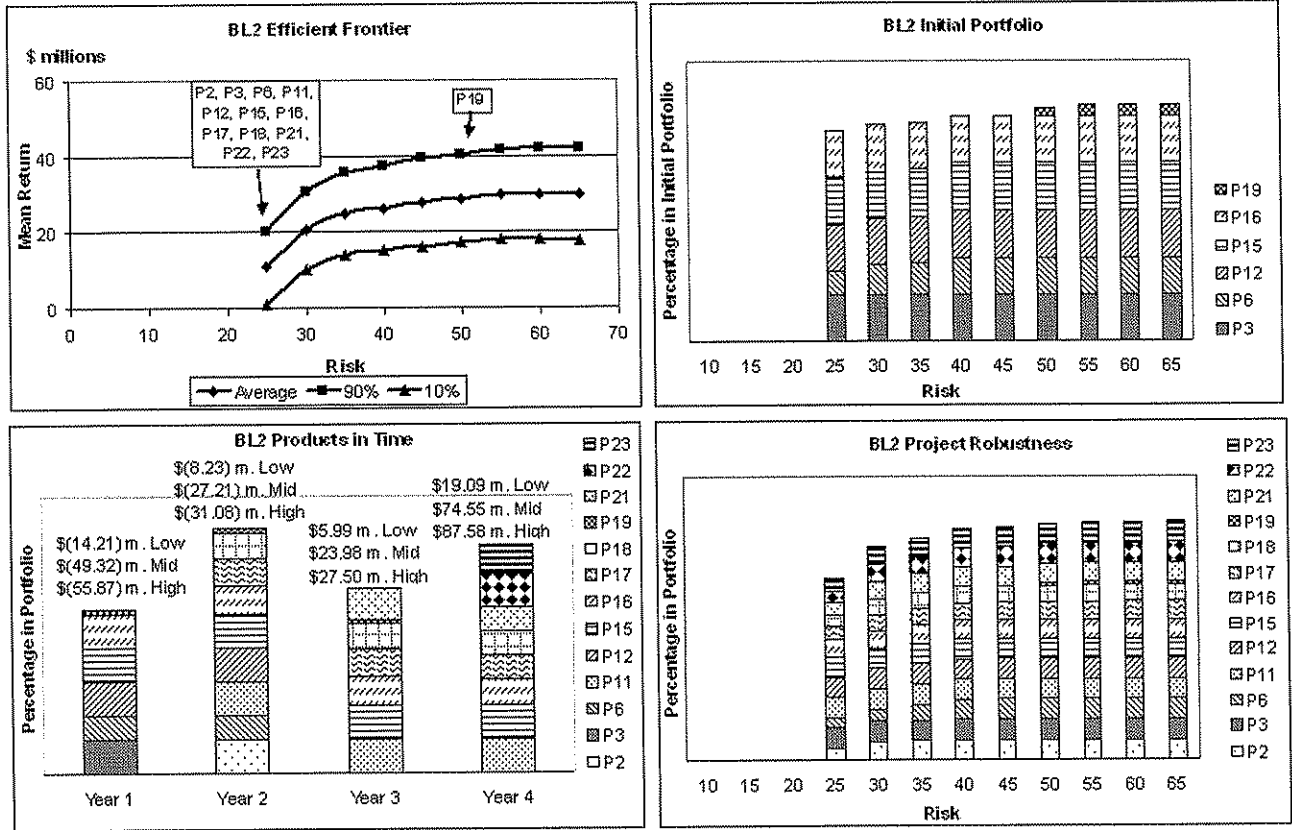 BL2 Efficient Frontier
$ millions
Mean Return
60
40
20
0
P2, P3, P6, P11,
P12, P15, P16,
P17, P18, P21,
P22, P23
P19
0 10 20 30 40 50 60 70
Risk
Average 90% 10%
BL2 Initial Portfolio
Percentage in Initial Portfolio
10 15 20 25 30 35 40 45 50 55 60 65
Risk
P19
P16
P15
P12
P6
P3
BL2 Products in Time
Percentage in Portfolio
$(14.21) m. Low
$(49.32) m. Mid
$(55.87) m. High
$(8.23) m. Low
$(27.21) m. Mid
$(31.08) m. High
$5.99 m. Low
$23.98 m. Mid
$27.50 m. High
$19.09 m. Low
$74.55 m. Mid
$87.58 m. High
Year 1 Year 2 Year 3 Year 4
P23
P22
P21
P19
P18
P17
P16
P15
P12
P11
P6
P3
P2
BL2 Project Robustness
Percentage in Portfolio
10 15 20 25 30 35 40 45 50 55 60 65
Risk
P23
P22
P21
P19
P18
P17
P16
P15
P12
P11
P6
P3
P2